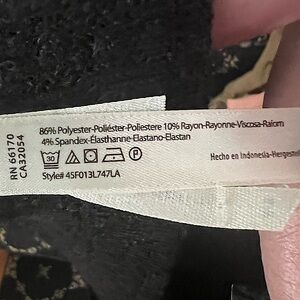 86% Polyester-Poliéster-Poliestere 10% Rayon-Rayonne-Viscosa-Raiom
4% Spandex-Élasthanne-Elastano-Elastan
30
P
Hecho en Indonesia-Hergestel
Style# 45F013L747LA
RN 66170
CA32054